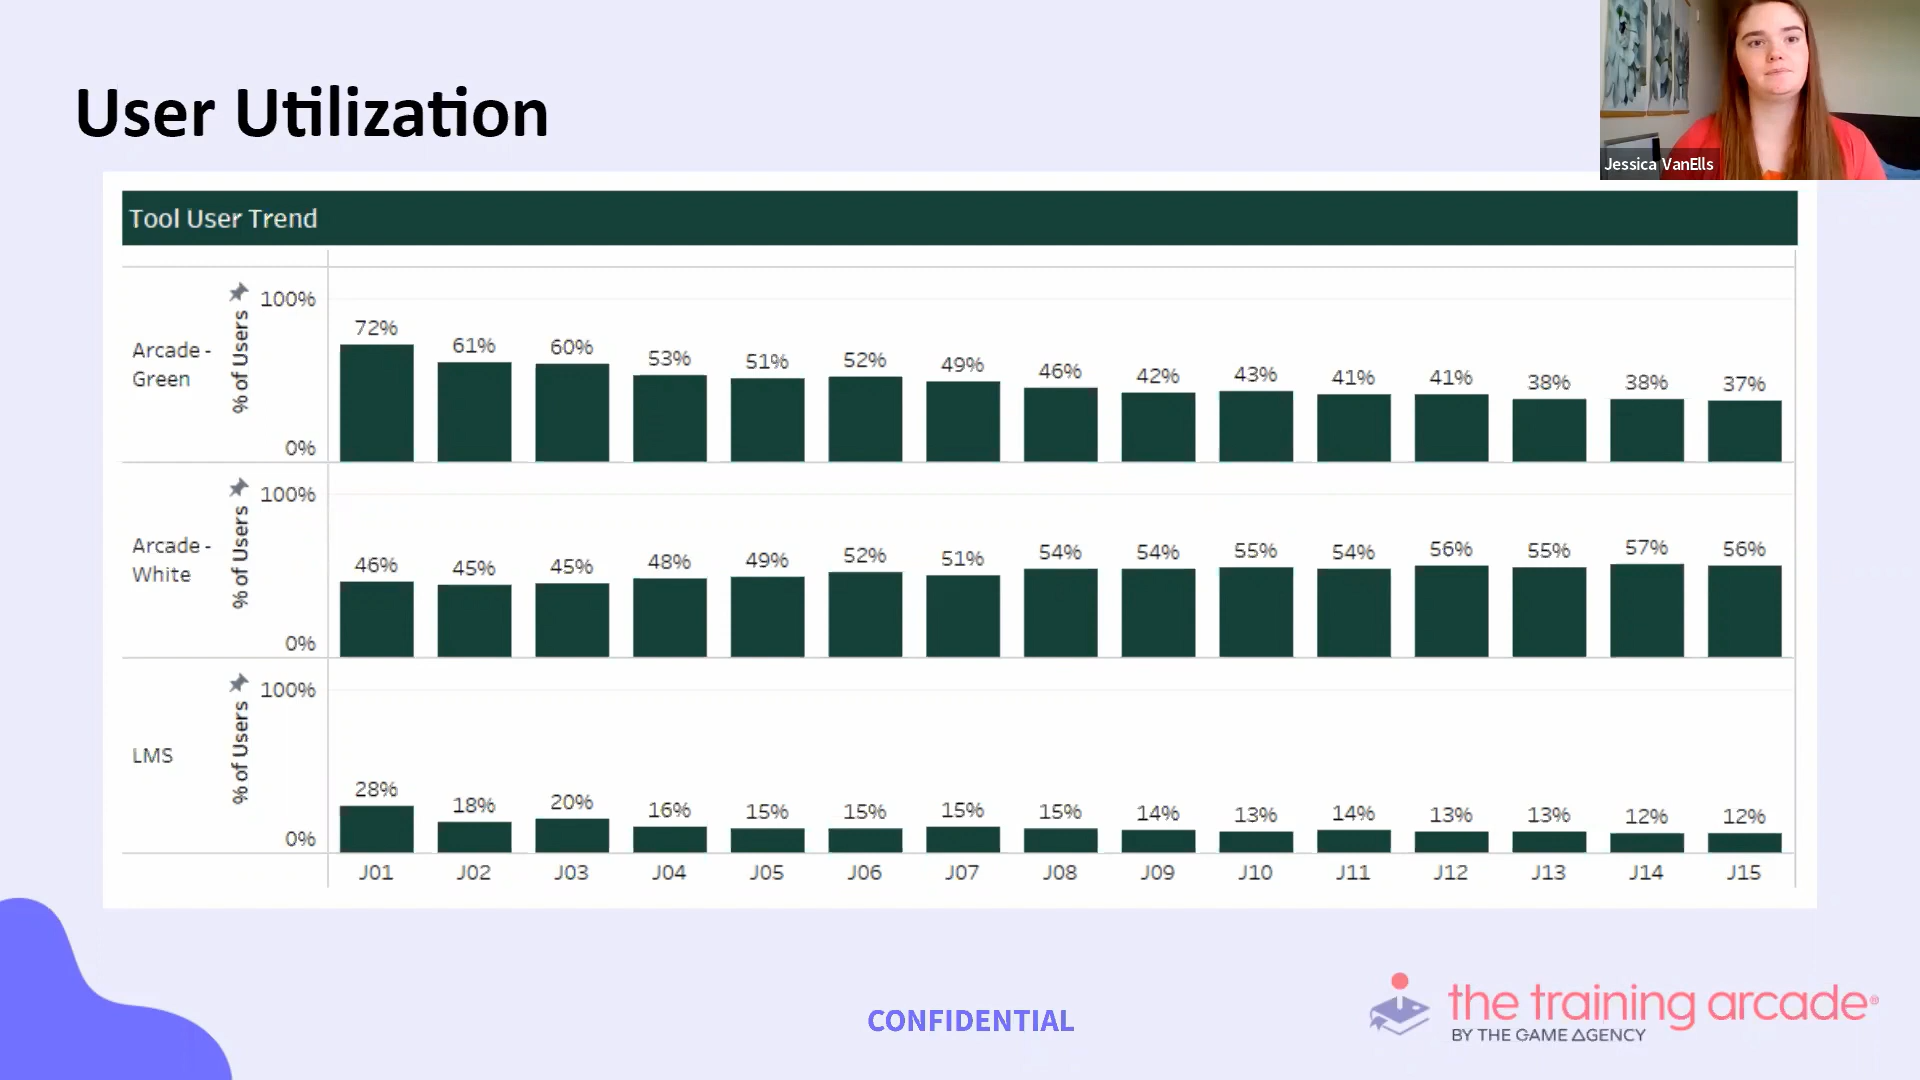 User Utilization
Jessica VanElls
Tool User Trend
Arcade -
Green
% of Users
100%
0%
72% 61% 60% 53% 51% 52% 49% 46% 42% 43% 41% 41% 38% 38% 37%
Arcade -
White
% of Users
100%
0%
46% 45% 45% 48% 49% 52% 51% 54% 54% 55% 54% 56% 55% 57% 56%
LMS
% of Users
100%
0%
28% 18% 20% 16% 15% 15% 15% 15% 14% 13% 14% 13% 13% 12% 12%
J01 J02 J03 J04 J05 J06 J07 J08 J09 J10 J11 J12 J13 J14 J15
CONFIDENTIAL
the training arcade®
BY THE GAME AGENCY